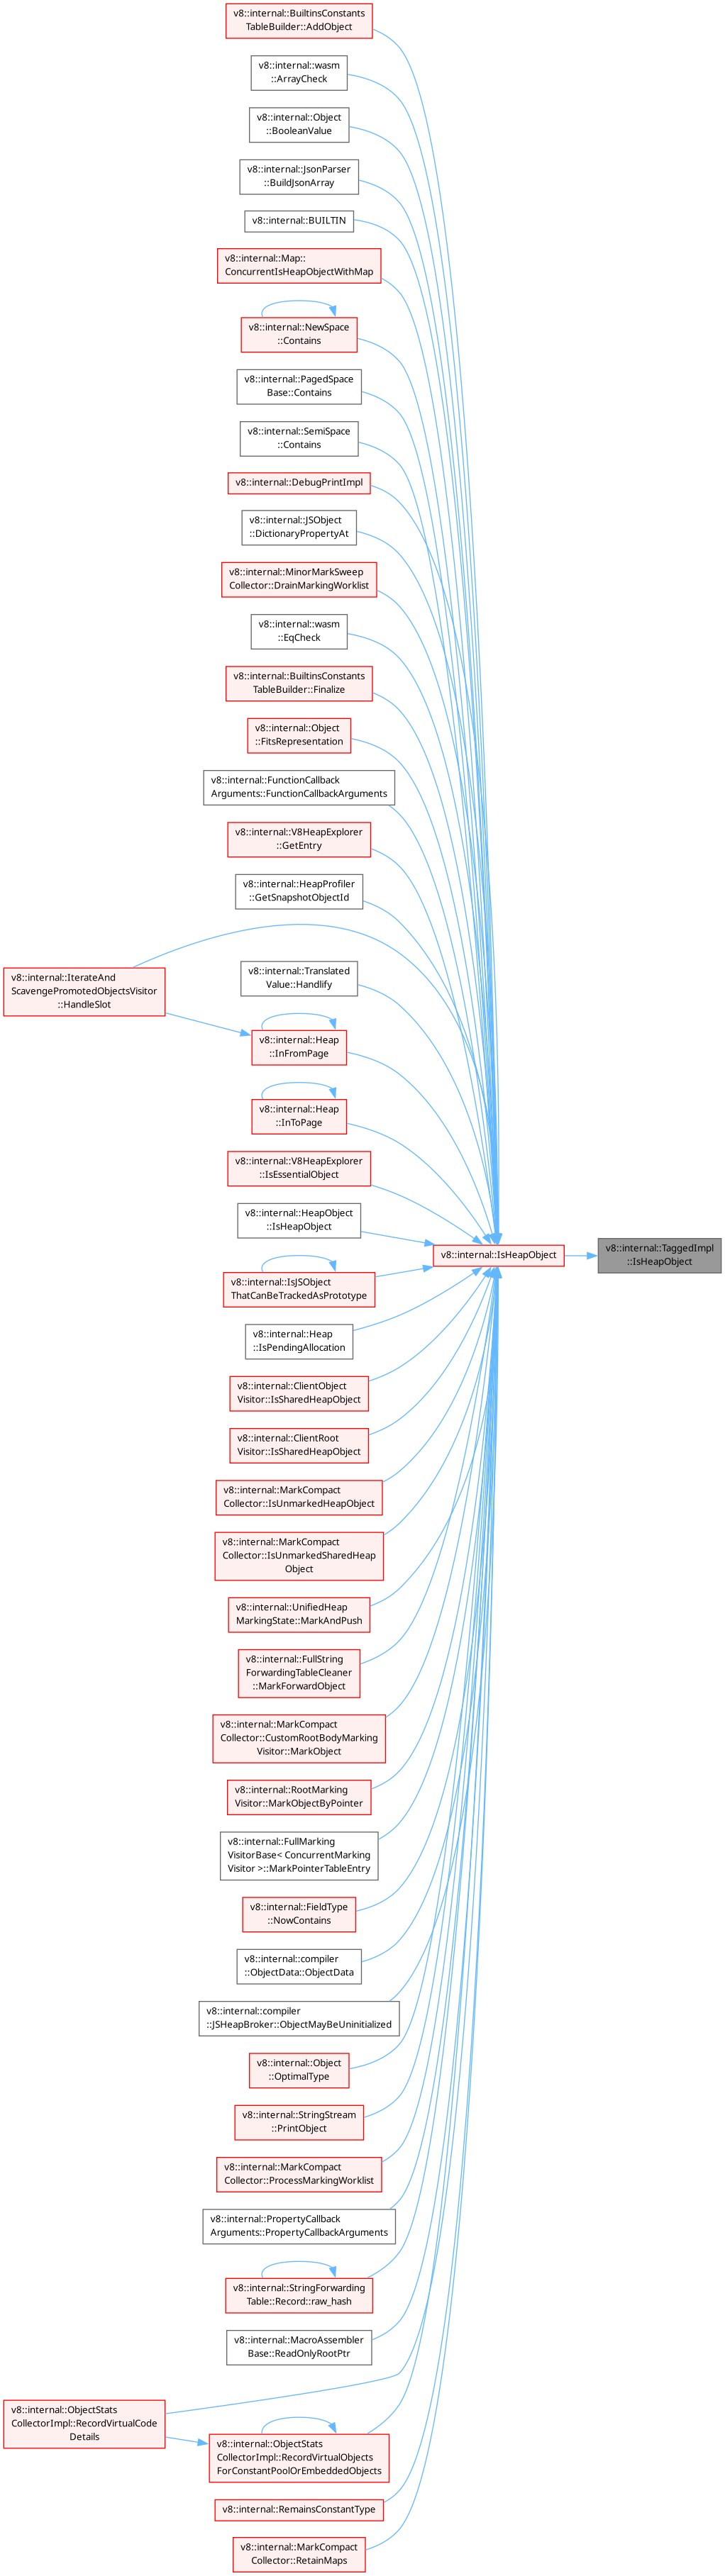 v8::internal::BuiltinsConstants
TableBuilder::AddObject
v8::internal::wasm
::ArrayCheck
v8::internal::Object
::BooleanValue
v8::internal::JsonParser
::BuildJsonArray
v8::internal::BUILTIN
v8::internal::Map::
ConcurrentIsHeapObjectWithMap
v8::internal::NewSpace
::Contains
v8::internal::PagedSpace
Base::Contains
v8::internal::SemiSpace
::Contains
v8::internal::DebugPrintImpl
v8::internal::JSObject
::DictionaryPropertyAt
v8::internal::MinorMarkSweep
Collector::DrainMarkingWorklist
v8::internal::wasm
::EqCheck
v8::internal::BuiltinsConstants
TableBuilder::Finalize
v8::internal::Object
::FitsRepresentation
v8::internal::FunctionCallback
Arguments::FunctionCallbackArguments
v8::internal::V8HeapExplorer
::GetEntry
v8::internal::HeapProfiler
::GetSnapshotObjectId
v8::internal::IterateAnd
ScavengePromotedObjectsVisitor
::HandleSlot
v8::internal::Translated
Value::Handlify
v8::internal::Heap
::InFromPage
v8::internal::Heap
::InToPage
v8::internal::V8HeapExplorer
::IsEssentialObject
v8::internal::HeapObject
::IsHeapObject
v8::internal::IsHeapObject
v8::internal::TaggedImpl
::IsHeapObject
v8::internal::IsJSObject
ThatCanBeTrackedAsPrototype
v8::internal::Heap
::IsPendingAllocation
v8::internal::ClientObject
Visitor::IsSharedHeapObject
v8::internal::ClientRoot
Visitor::IsSharedHeapObject
v8::internal::MarkCompact
Collector::IsUnmarkedHeapObject
v8::internal::MarkCompact
Collector::IsUnmarkedSharedHeap
Object
v8::internal::UnifiedHeap
MarkingState::MarkAndPush
v8::internal::FullString
ForwardingTableCleaner
::MarkForwardObject
v8::internal::MarkCompact
Collector::CustomRootBodyMarking
Visitor::MarkObject
v8::internal::RootMarking
Visitor::MarkObjectByPointer
v8::internal::FullMarking
VisitorBase< ConcurrentMarking
Visitor >::MarkPointerTableEntry
v8::internal::FieldType
::NowContains
v8::internal::compiler
::ObjectData::ObjectData
v8::internal::compiler
::JSHeapBroker::ObjectMayBeUninitialized
v8::internal::Object
::OptimalType
v8::internal::StringStream
::PrintObject
v8::internal::MarkCompact
Collector::ProcessMarkingWorklist
v8::internal::PropertyCallback
Arguments::PropertyCallbackArguments
v8::internal::StringForwarding
Table::Record::raw_hash
v8::internal::MacroAssembler
Base::ReadOnlyRootPtr
v8::internal::ObjectStats
CollectorImpl::RecordVirtualCode
Details
v8::internal::ObjectStats
CollectorImpl::RecordVirtualObjects
ForConstantPoolOrEmbeddedObjects
v8::internal::RemainsConstantType
v8::internal::MarkCompact
Collector::RetainMaps